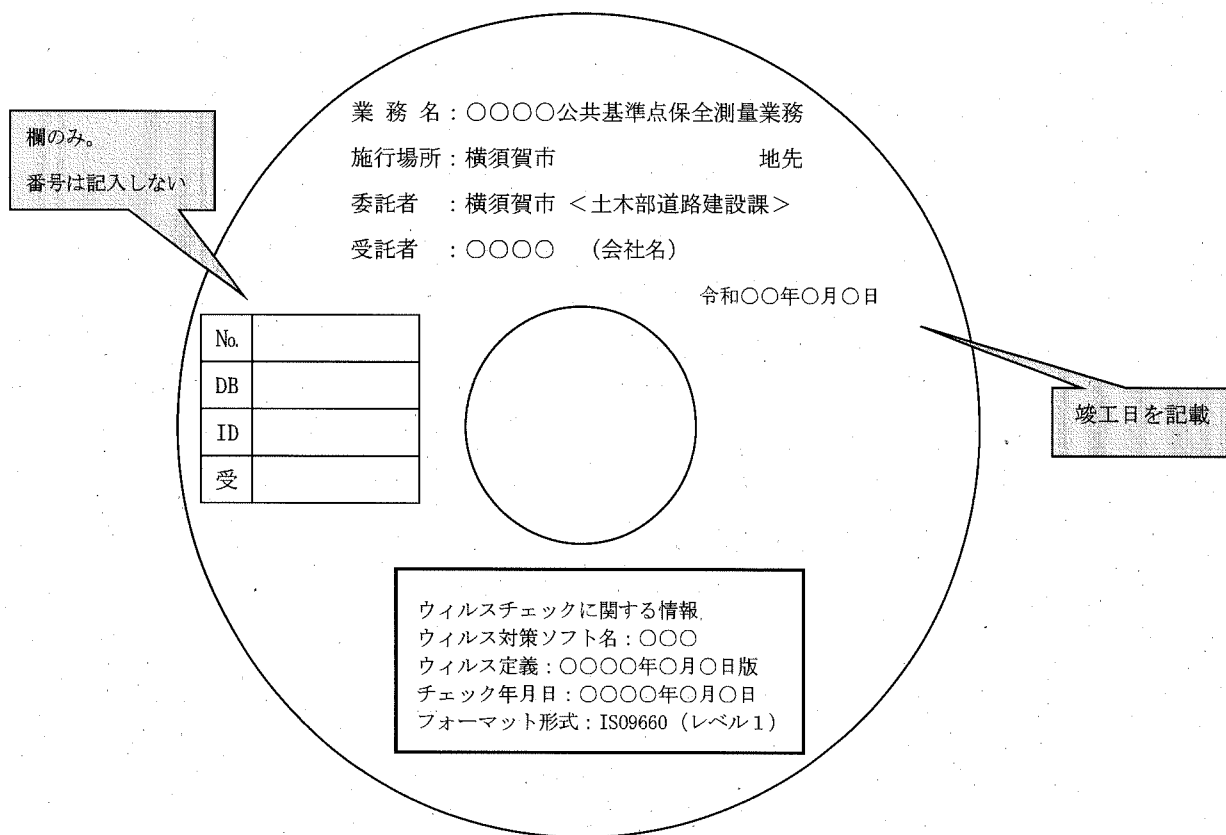 業 務 名：○○○○公共基準点保全測量業務
施行場所：横須賀市　　　　　地先
委託者　：横須賀市 ＜土木部道路建設課＞
受託者　：○○○○　（会社名）
令和○○年○月○日
欄のみ。
番号は記入しない
No.
DB
ID
受
竣工日を記載
ウィルスチェックに関する情報
ウィルス対策ソフト名：○○○
ウィルス定義：○○○○年○月○日版
チェック年月日：○○○○年○月○日
フォーマット形式：ISO9660（レベル１）